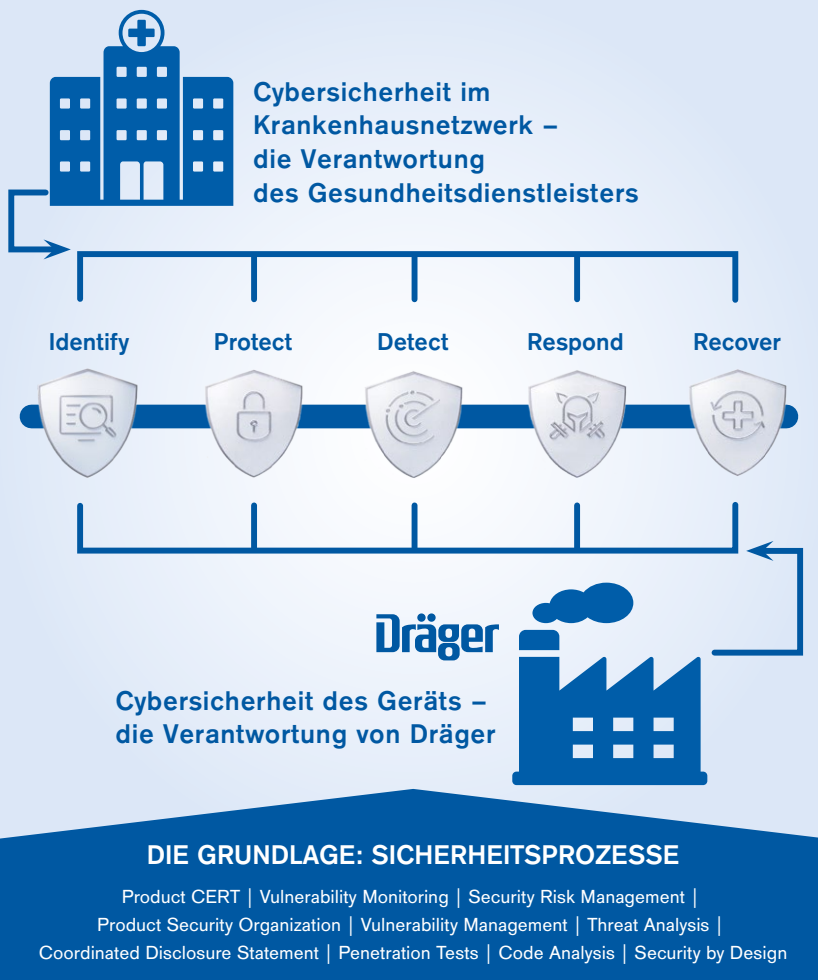 Cybersicherheit im
Krankenhausnetzwerk –
die Verantwortung
des Gesundheitsdienstleisters
Identify
Protect
Detect
Respond
Recover
Dräger
Cybersicherheit des Geräts –
die Verantwortung von Dräger
DIE GRUNDLAGE: SICHERHEITSPROZESSE
Product CERT | Vulnerability Monitoring | Security Risk Management |
Product Security Organization | Vulnerability Management | Threat Analysis |
Coordinated Disclosure Statement | Penetration Tests | Code Analysis | Security by Design